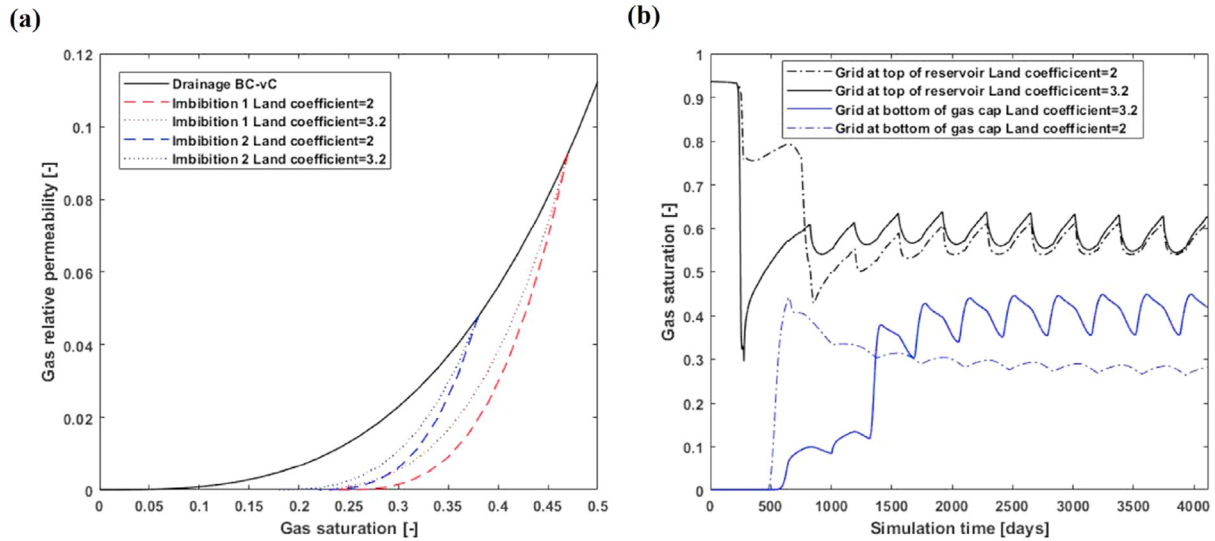 (a)
0.12
0.1
0.08
0.06
0.04
0.02
0
Gas relative permeability [-]
Drainage BC-vC
Imbibition 1 Land coefficient=2
Imbibition 1 Land coefficient=3.2
Imbibition 2 Land coefficient=2
Imbibition 2 Land coefficient=3.2
0 0.05 0.1 0.15 0.2 0.25 0.3 0.35 0.4 0.45 0.5
Gas saturation [-]
(b)
1
0.9
0.8
0.7
0.6
0.5
0.4
0.3
0.2
0.1
0
Gas saturation [-]
Grid at top of reservoir Land coefficicent=2
Grid at top of reservoir Land coefficient=3.2
Grid at bottom of gas cap Land coefficient=3.2
Grid at bottom of gas cap Land coefficient=2
0 500 1000 1500 2000 2500 3000 3500 4000
Simulation time [days]